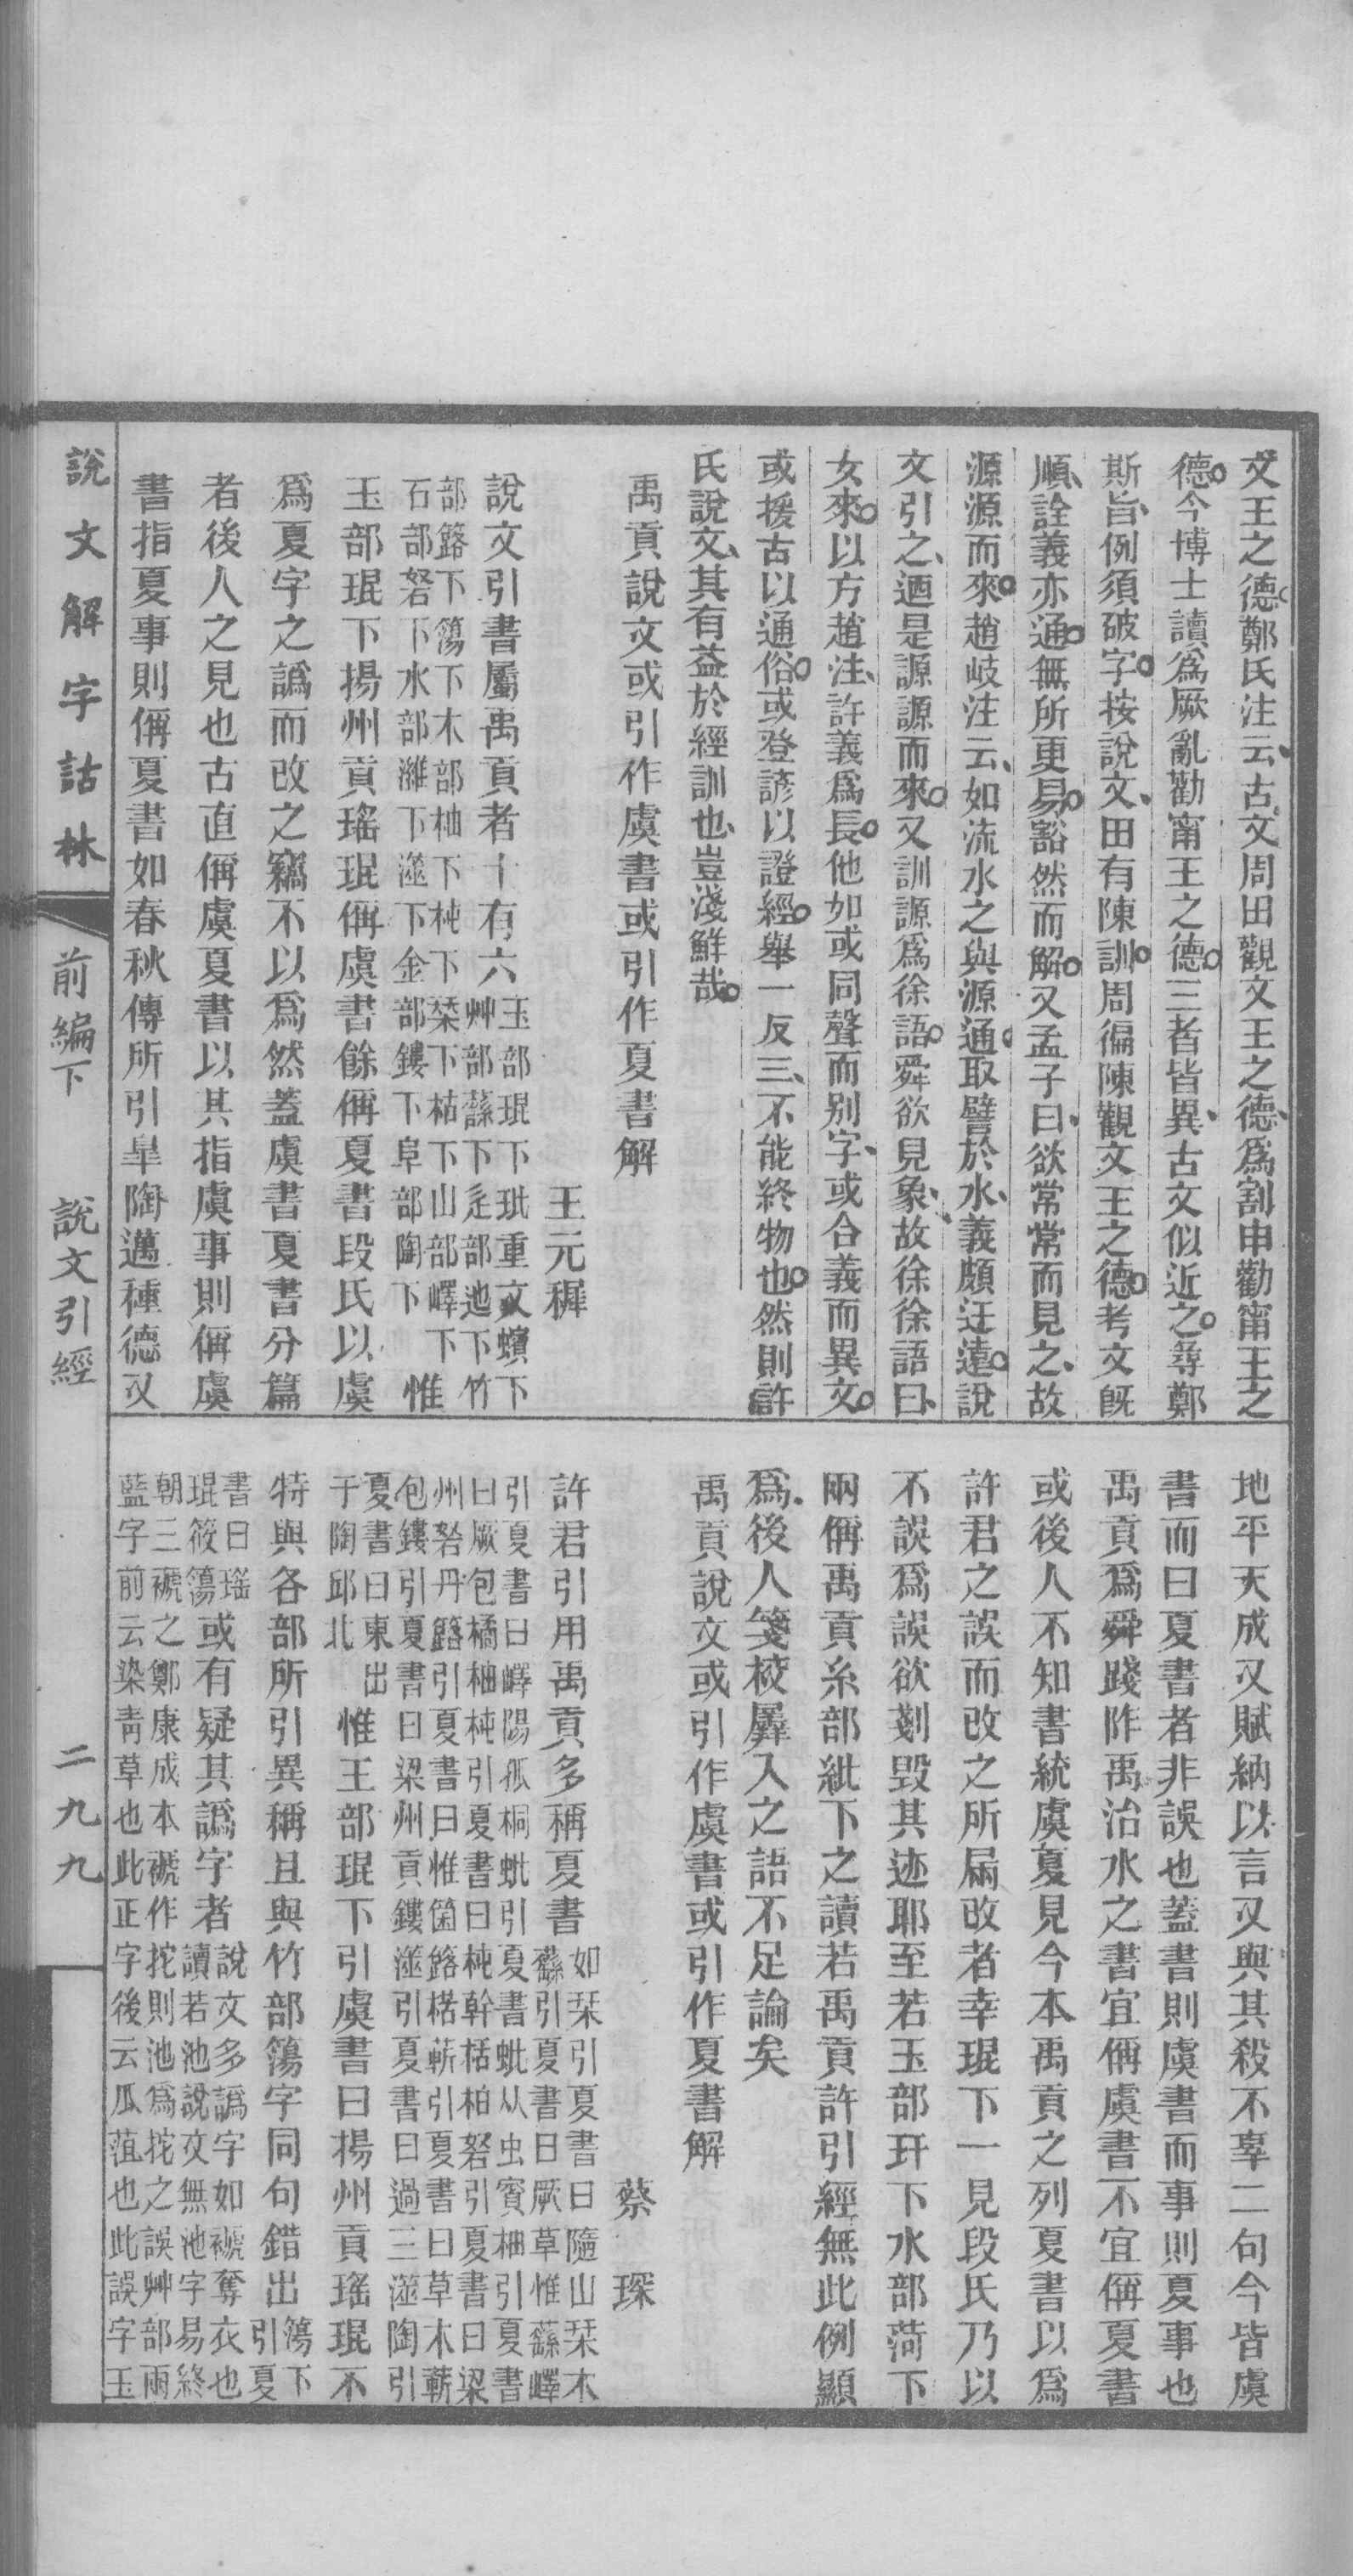 文王之德鄭氏注云古文周田觀文王之德爲割申勸甯王之
德今博士讀爲厥亂勸甯王之德三者皆異古文似近之尋鄭
斯旨例須破字按說文田有陳訓周徧陳觀文王之德考文旣
順詮義亦通無所更易豁然而解又孟子曰欲常常而見之故
源源而來趙岐注云如流水之與源通取譬於水義頗迂遠說
文引之迺是謜謜而來又訓謜爲徐語舜欲見象故徐徐語曰
女來以方趙注許義爲長他如或同聲而别字或合義而異文
或援古以通俗或登諺以證經舉一反三不能終物也然則許
氏說文其有益於經訓也豈淺鮮哉
禹貢說文或引作虞書或引作夏書解
王元穉
說文引書屬禹貢者十有六玉部琨下玭重文蠙下
艸部蘨下辵部迆下竹
部簬下簜下木部柚下杶下栞下枯下山部嶧下
石部砮下水部濰下澨下金部鏤下阜部陶下惟
玉部琨下揚州貢瑤琨偁虞書餘偁夏書段氏以虞
爲夏字之譌而改之竊不以爲然蓋虞書夏書分篇
者後人之見也古直偁虞夏書以其指虞事則偁虞
書指夏事則偁夏書如春秋傳所引臯陶邁種德又
地平天成又賦納以言又與其殺不辜二句今皆虞
書而曰夏書者非誤也蓋書則虞書而事則夏事也
禹貢爲舜踐阼禹治水之書宜偁虞書不宜偁夏書
或後人不知書統虞夏見今本禹貢之列夏書以爲
許君之誤而改之所屚改者幸琨下一見段氏乃以
不誤爲誤欲剗毀其迹耶至若玉部玕下水部菏下
兩偁禹貢糸部紕下之讀若禹貢許引經無此例顯
爲後人箋校羼入之語不足論矣
禹貢說文或引作虞書或引作夏書解
蔡琛
許君引用禹貢多稱夏書如栞引夏書曰隨山栞木
蘨引夏書曰厥草惟蘨嶧
引夏書曰嶧陽孤桐蚍引夏書蚍从虫賓柚引夏書
曰厥包橘柚杶引夏書曰杶幹栝柏砮引夏書曰梁
州砮丹簬引夏書曰惟箘簬楛蔪引夏書曰草木蔪
包鏤引夏書曰梁州貢鏤澨引夏書曰過三澨陶引
夏書曰東出
于陶邱北惟王部琨下引虞書曰揚州貢瑤琨不
特與各部所引異稱且與竹部簜字同句錯出簜下
引夏
書曰瑤
琨筱簜或有疑其譌字者說文多譌字如褫奪衣也
讀若池說文無池字易終
朝三褫之鄭康成本褫作拕則池爲拕之誤艸部兩
藍字前云染靑草也此正字後云瓜菹也此誤字玉
說文解字詁林　前編下　說文引經
二九九